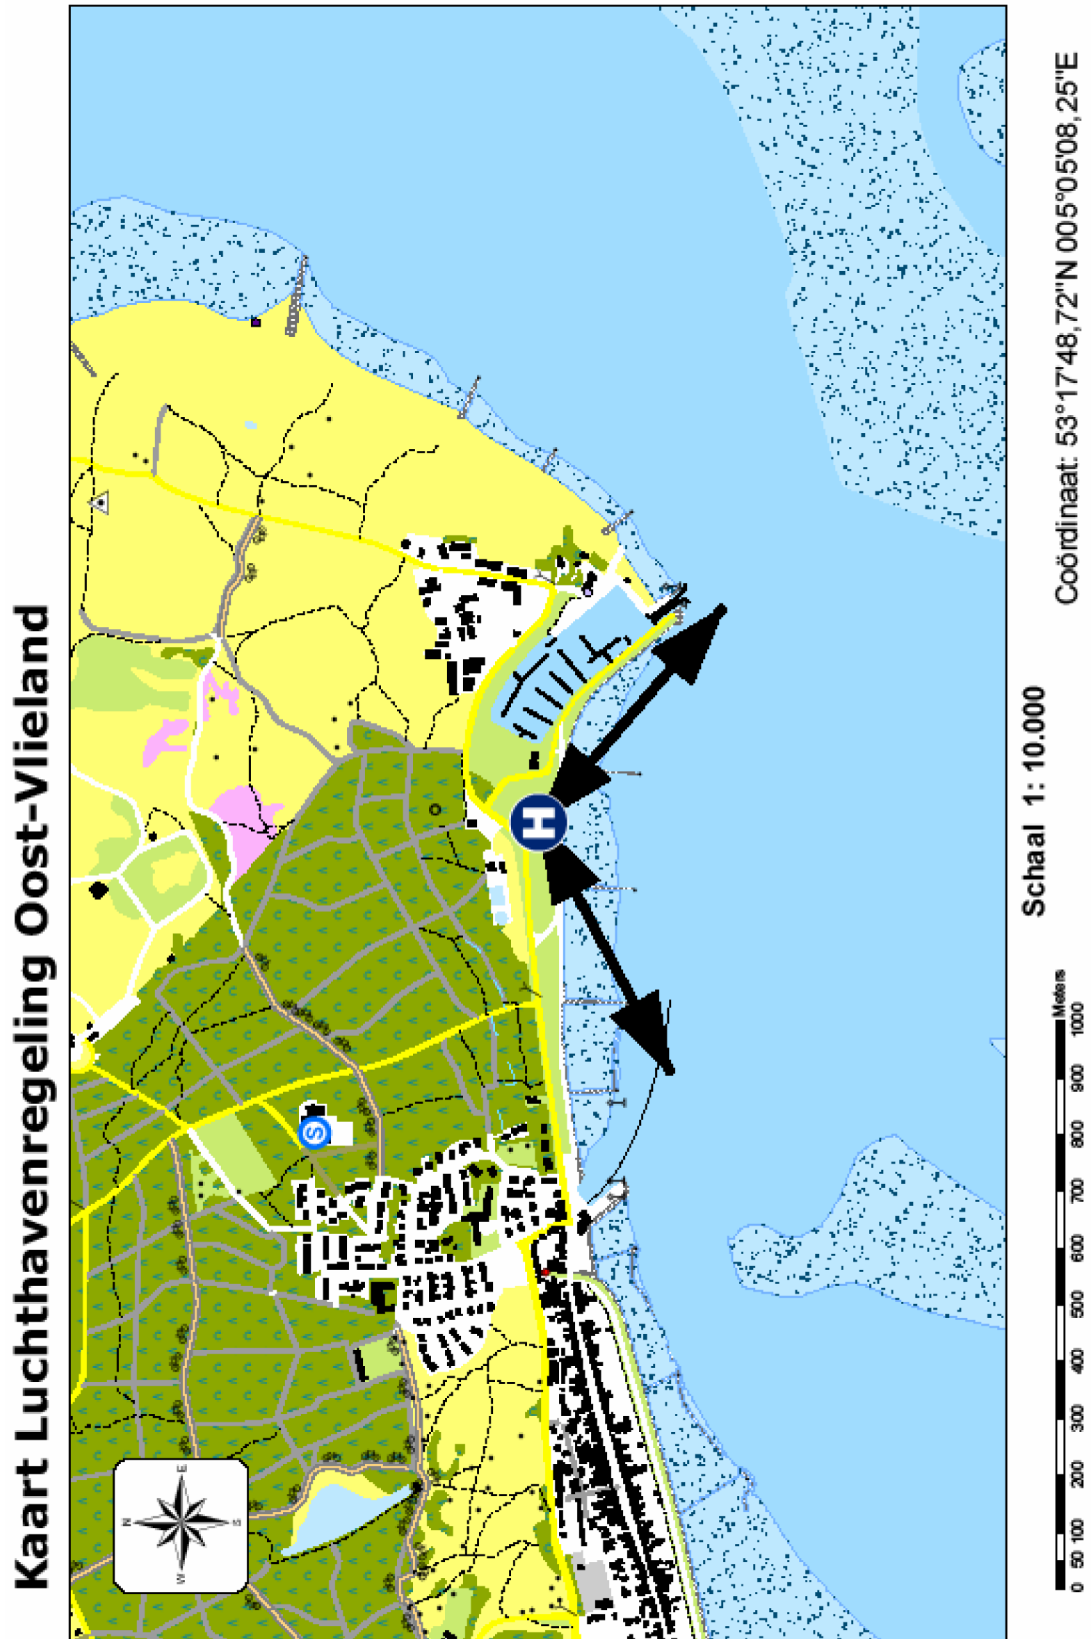 Kaart Luchthavenregeling Oost-Vlieland
N
W
E
S
S
H
0 50 100 200 300 400 500 600 700 800 900 1000
Meters
Schaal 1: 10.000
Coördinaat: 53°17'48,72"N 005°05'08,25"E